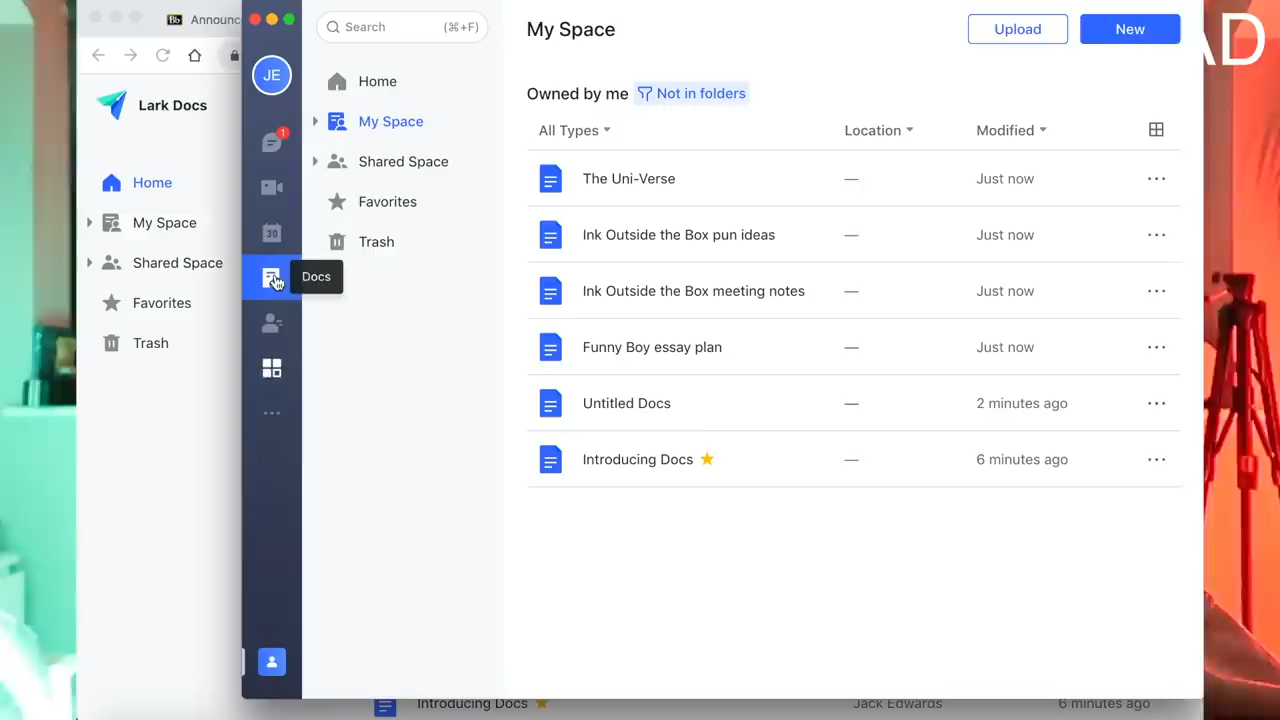 Bb Announc
Lark Docs
Home
My Space
Shared Space
Favorites
Trash
JE
1
30
Docs
Search (⌘+F)
Home
My Space
Shared Space
Favorites
Trash
My Space
Upload
New
AD
Owned by me Not in folders
All Types Location Modified
The Uni-Verse — Just now
Ink Outside the Box pun ideas — Just now
Ink Outside the Box meeting notes — Just now
Funny Boy essay plan — Just now
Untitled Docs — 2 minutes ago
Introducing Docs — 6 minutes ago
Introducing Docs Jack Edwards 6 minutes ago